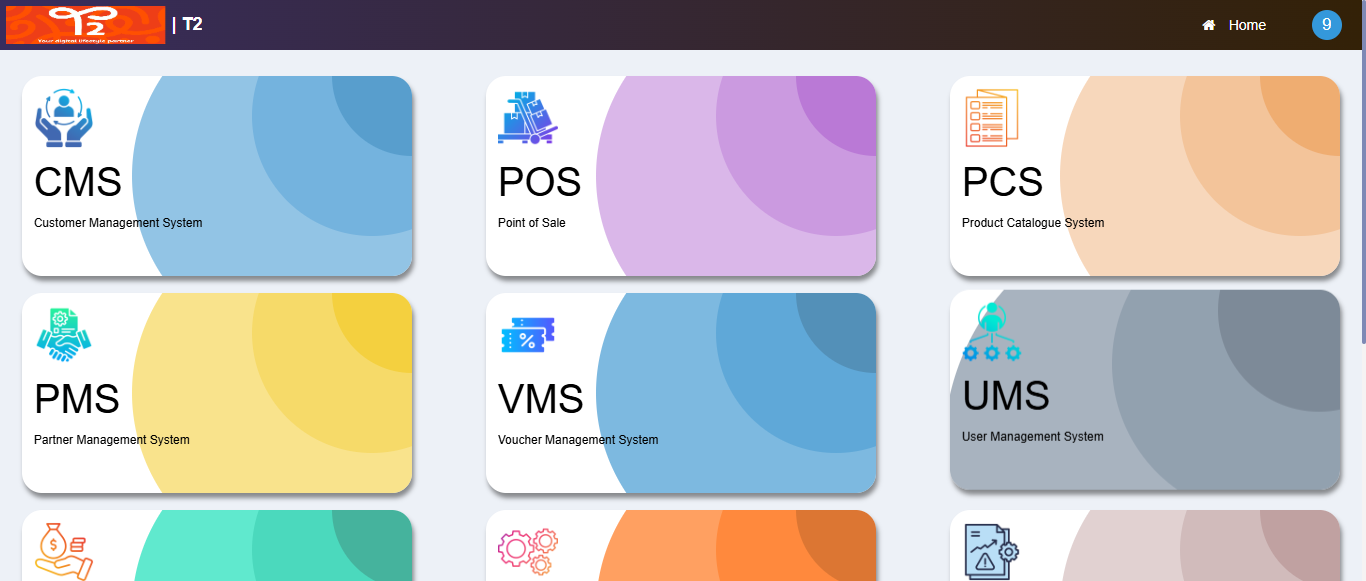 T2
Your digital lifestyle partner
| T2
Home
9
CMS
Customer Management System
POS
Point of Sale
PCS
Product Catalogue System
PMS
Partner Management System
VMS
Voucher Management System
UMS
User Management System